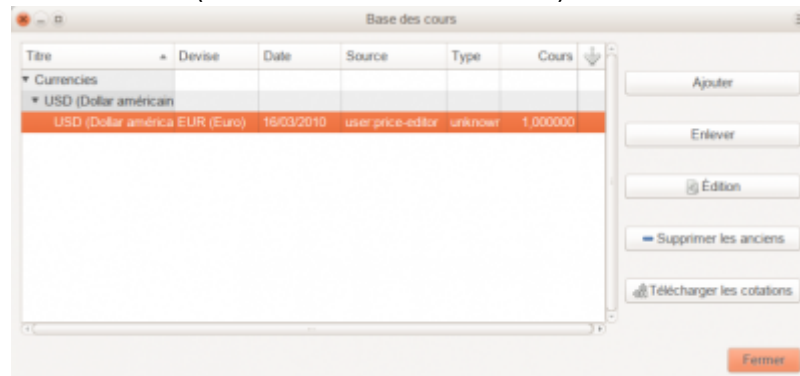 Base des cours
Titre Devise Date Source Type Cours
Currencies
USD (Dollar américain
USD (Dollar américa EUR (Euro) 16/03/2010 user:price-editor unknowr 1,000000
Ajouter
Enlever
Édition
Supprimer les anciens
Télécharger les cotations
Fermer